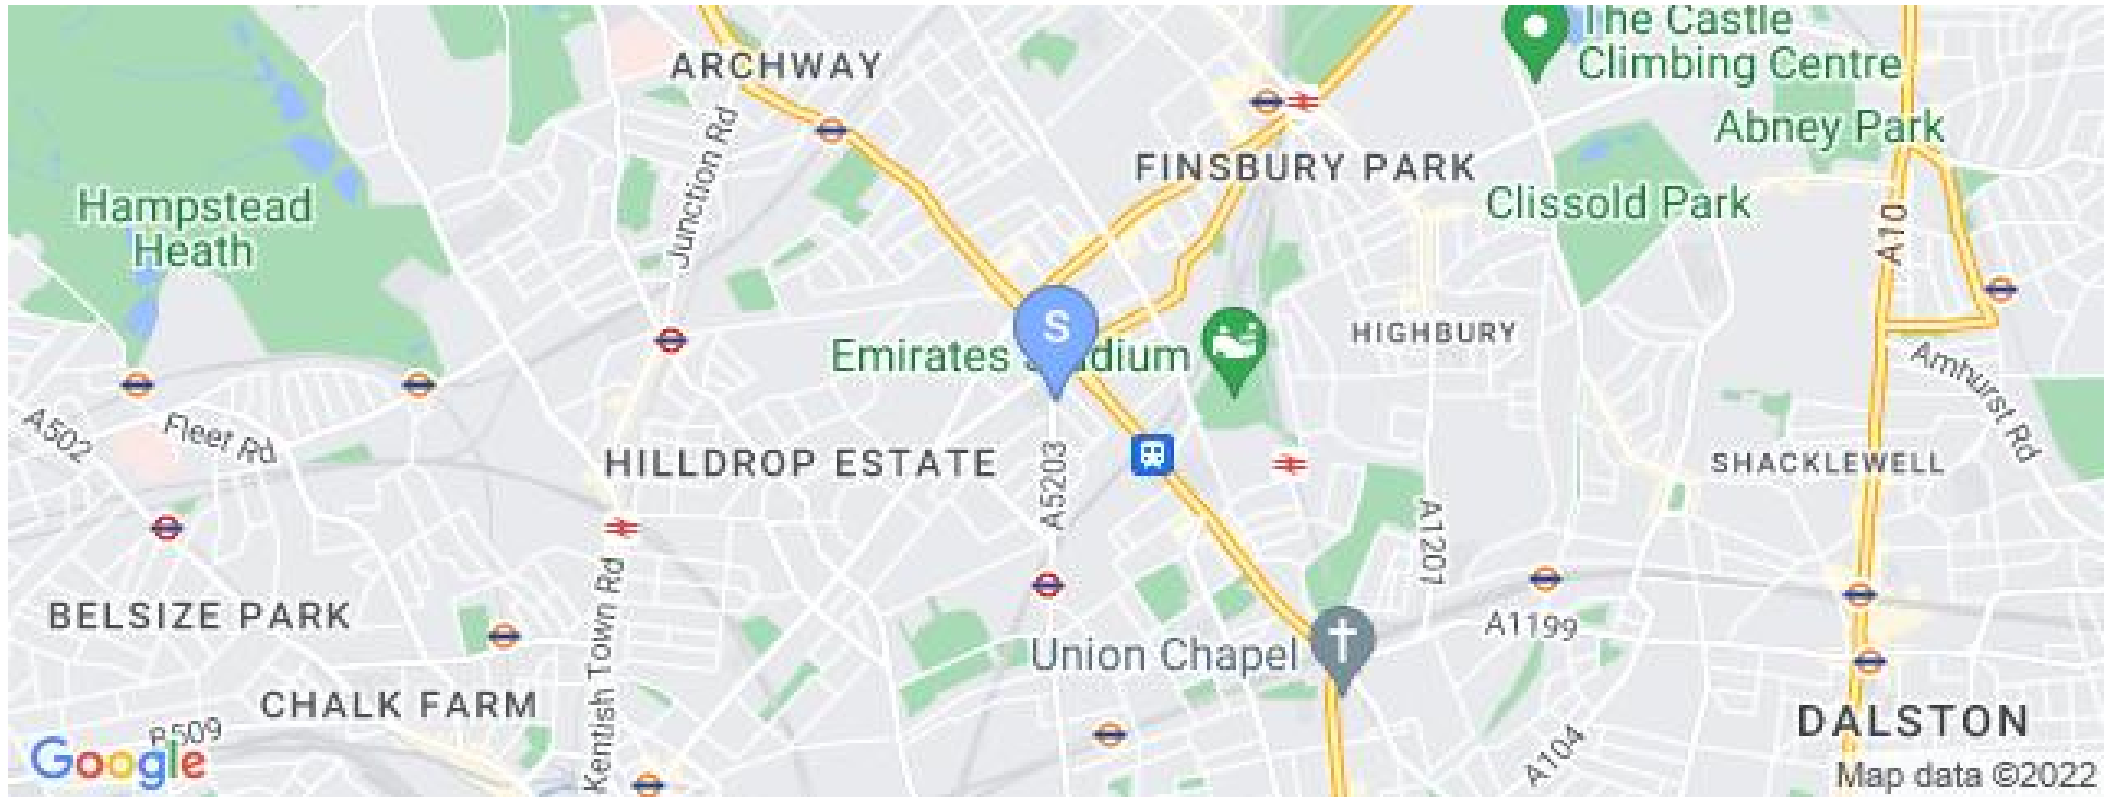 The Castle
Climbing Centre
ARCHWAY
Abney Park
Junction Rd
FINSBURY PARK
Hampstead
Heath
Clissold Park
A10
S
Emirates
dium
HIGHBURY
Amhurst Rd
A502
Fleet Rd
HILLDROP ESTATE
A5203
SHACKLEWELL
A1201
BELSIZE PARK
Kentish Town Rd
Union Chapel
A1199
CHALK FARM
DALSTON
A104
Google
Map data ©2022